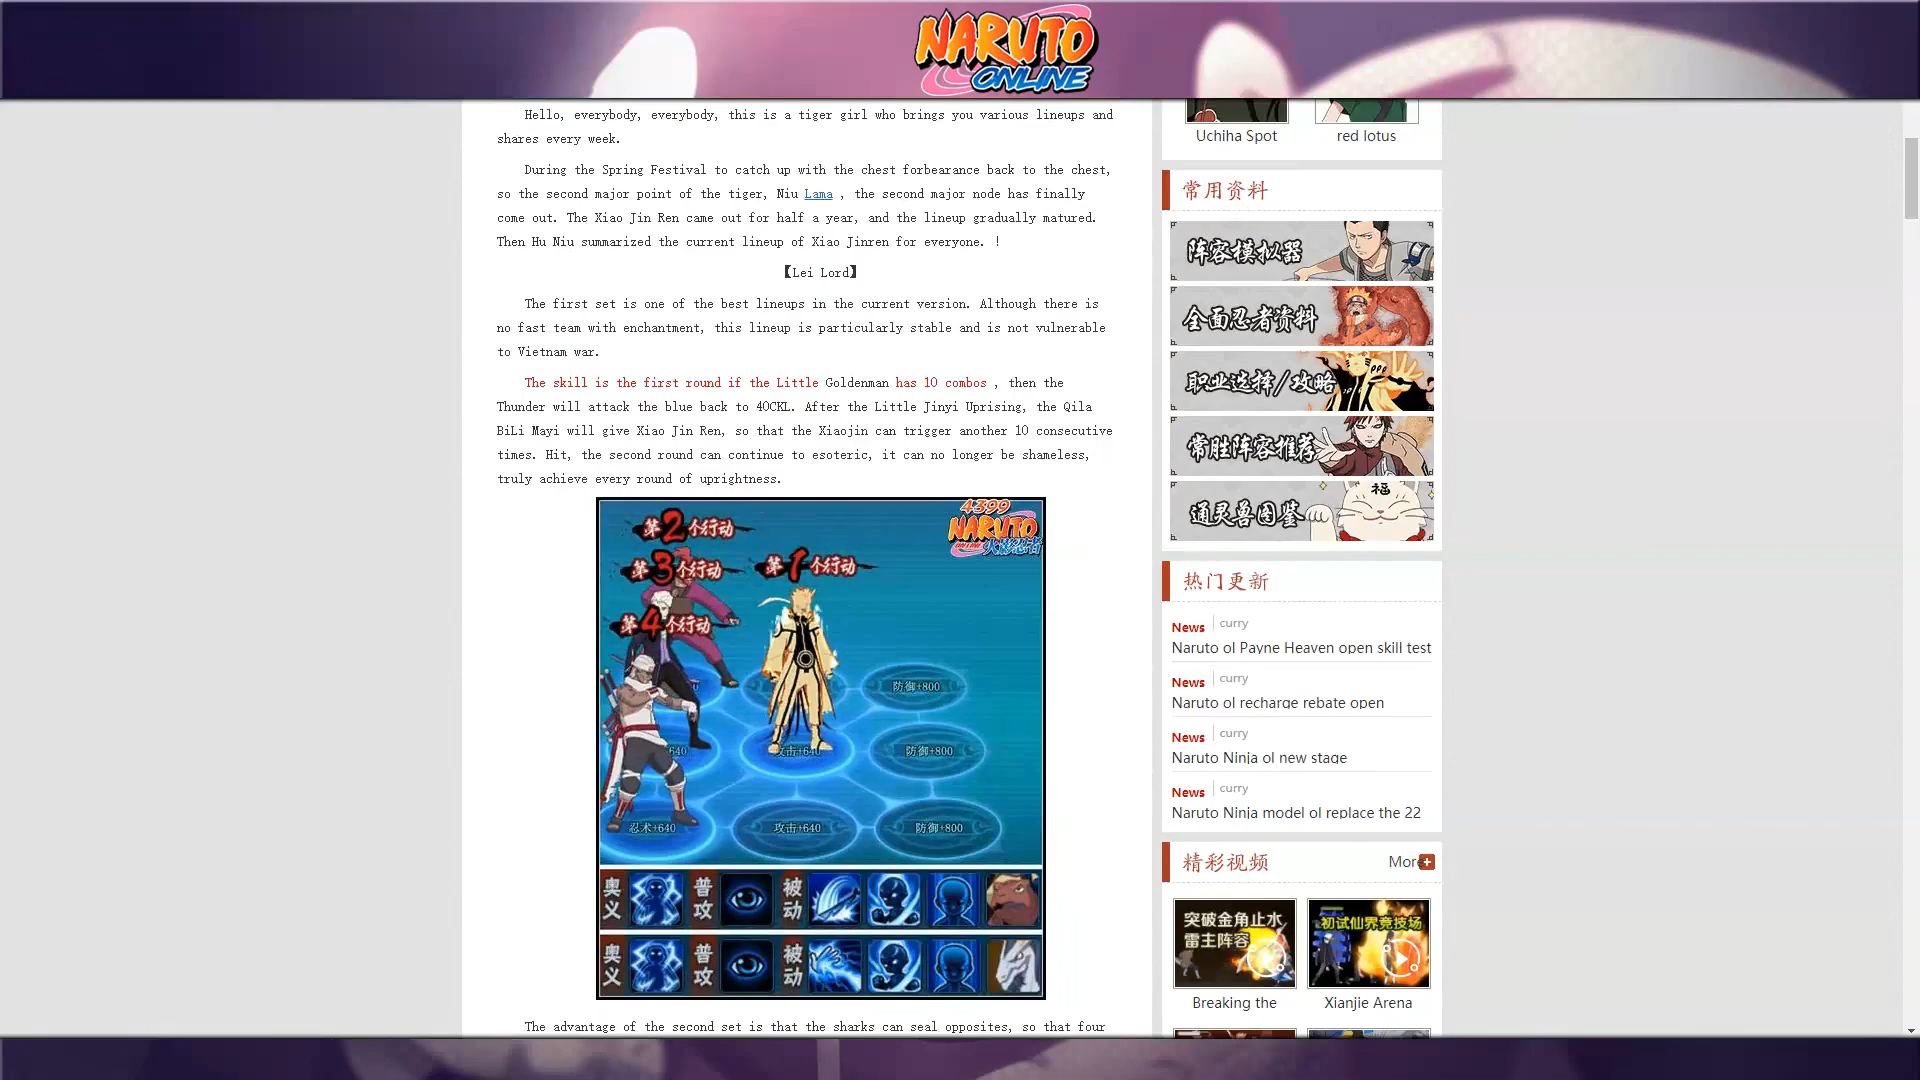 NARUTO
ONLINE
Hello, everybody, everybody, this is a tiger girl who brings you various lineups and
shares every week.
During the Spring Festival to catch up with the chest forbearance back to the chest,
so the second major point of the tiger, Niu Lama , the second major node has finally
come out. The Xiao Jin Ren came out for half a year, and the lineup gradually matured.
Then Hu Niu summarized the current lineup of Xiao Jinren for everyone. !
【Lei Lord】
The first set is one of the best lineups in the current version. Although there is
no fast team with enchantment, this lineup is particularly stable and is not vulnerable
to Vietnam war.
The skill is the first round if the Little Goldenman has 10 combos , then the
Thunder will attack the blue back to 40CKL. After the Little Jinyi Uprising, the Qila
BiLi Mayi will give Xiao Jin Ren, so that the Xiaojin can trigger another 10 consecutive
times. Hit, the second round can continue to esoteric, it can no longer be shameless,
truly achieve every round of uprightness.
4399
NARUTO
ONLINE 火影忍者
第2个行动
第3个行动
第1个行动
第4个行动
防御+800
640
攻击+640
防御+800
忍术+640
攻击+640
防御+800
奥义 普攻 被动
奥义 普攻 被动
The advantage of the second set is that the sharks can seal opposites, so that four
Uchiha Spot
red lotus
常用资料
阵容模拟器
全面忍者资料
职业选择/攻略
常胜阵容推荐
通灵兽图鉴
福
热门更新
News curry
Naruto ol Payne Heaven open skill test
News curry
Naruto ol recharge rebate open
News curry
Naruto Ninja ol new stage
News curry
Naruto Ninja model ol replace the 22
精彩视频
More
突破金角止水
雷主阵容
初试仙界竞技场
Breaking the
Xianjie Arena